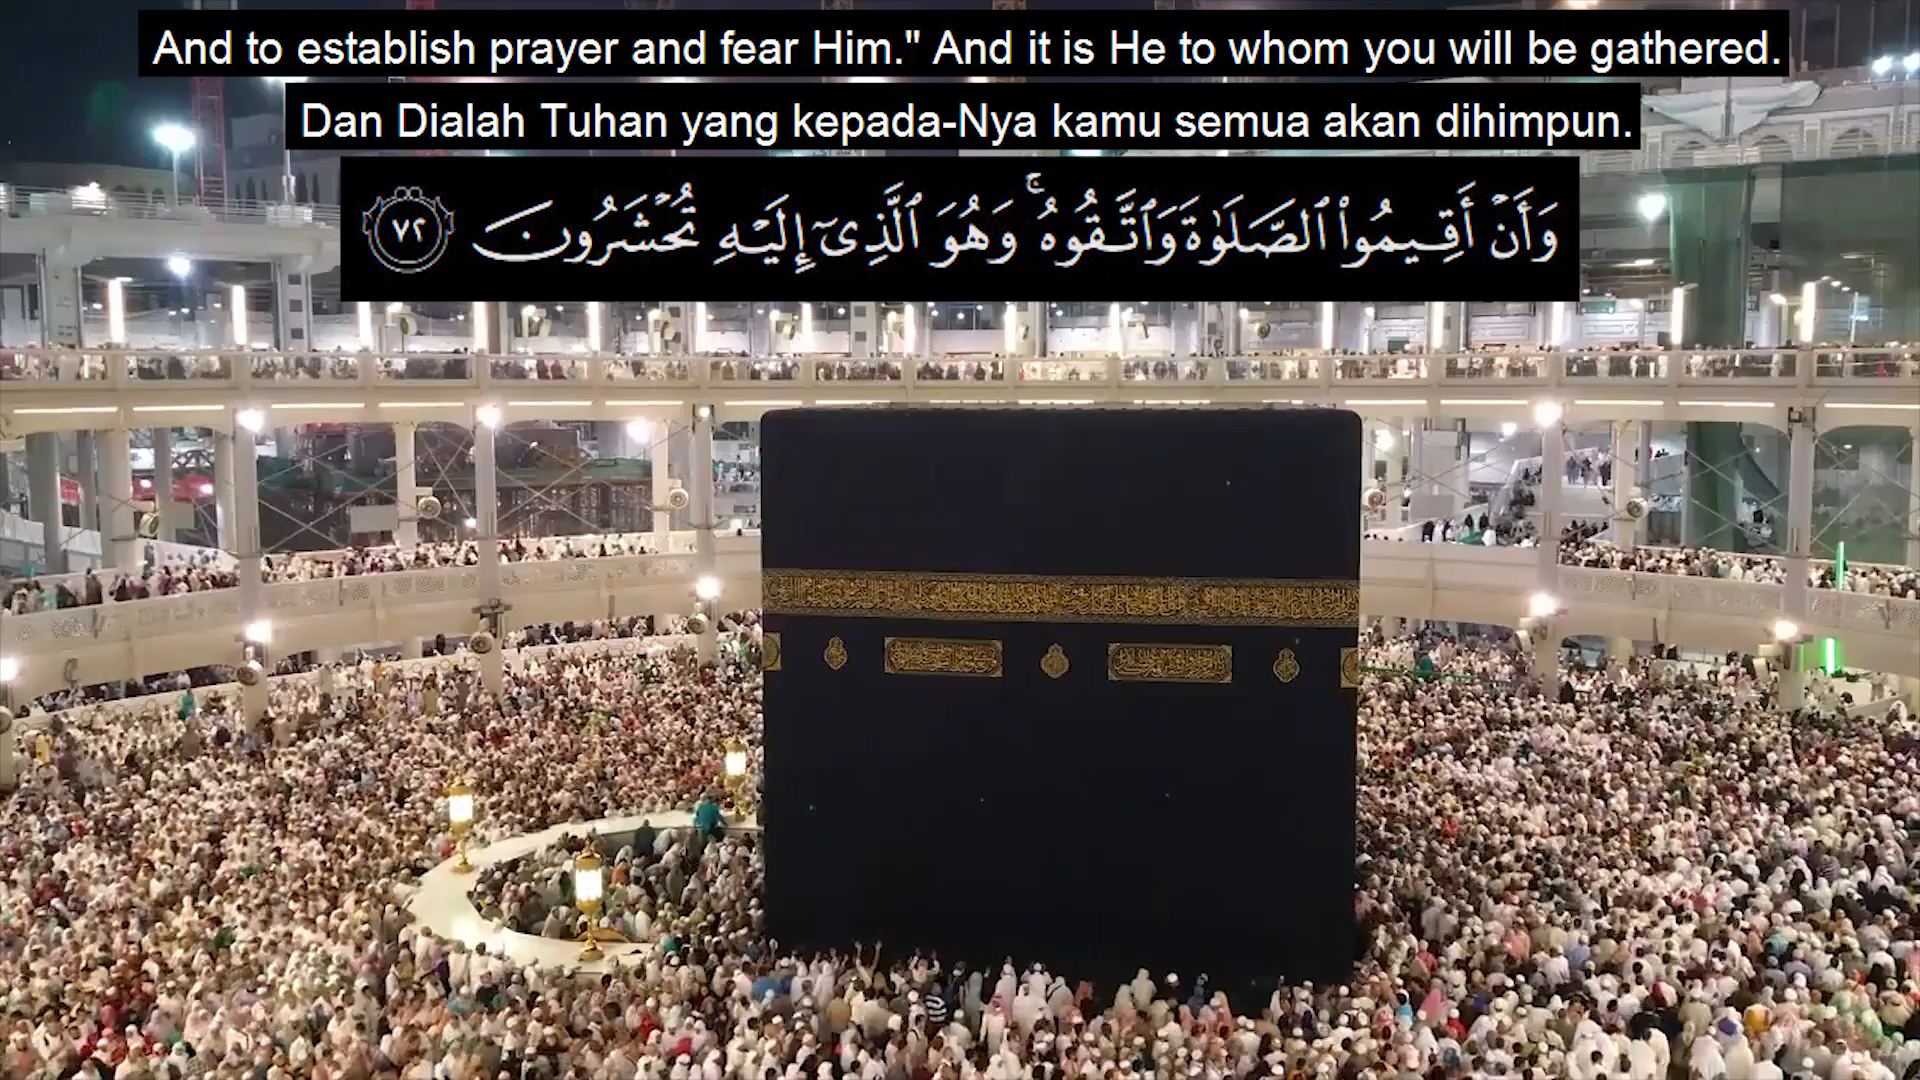 And to establish prayer and fear Him." And it is He to whom you will be gathered.
Dan Dialah Tuhan yang kepada-Nya kamu semua akan dihimpun.
وَأَنْ أَقِيمُوا۟ ٱلصَّلَوٰةَ وَٱتَّقُوهُ ۚ وَهُوَ ٱلَّذِىٓ إِلَيْهِ تُحْشَرُونَ ٧٢